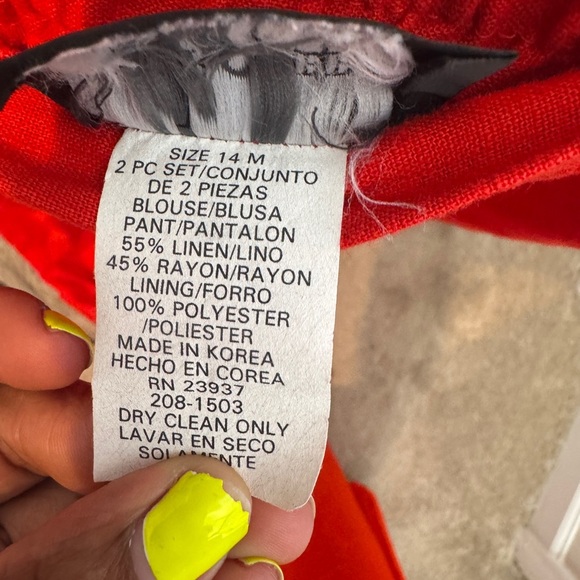 SIZE 14 M
2 PC SET/CONJUNTO
DE 2 PIEZAS
BLOUSE/BLUSA
PANT/PANTALON
55% LINEN/LINO
45% RAYON/RAYON
LINING/FORRO
100% POLYESTER
/POLIESTER
MADE IN KOREA
HECHO EN COREA
RN 23937
208-1503
DRY CLEAN ONLY
LAVAR EN SECO
SOLAMENTE